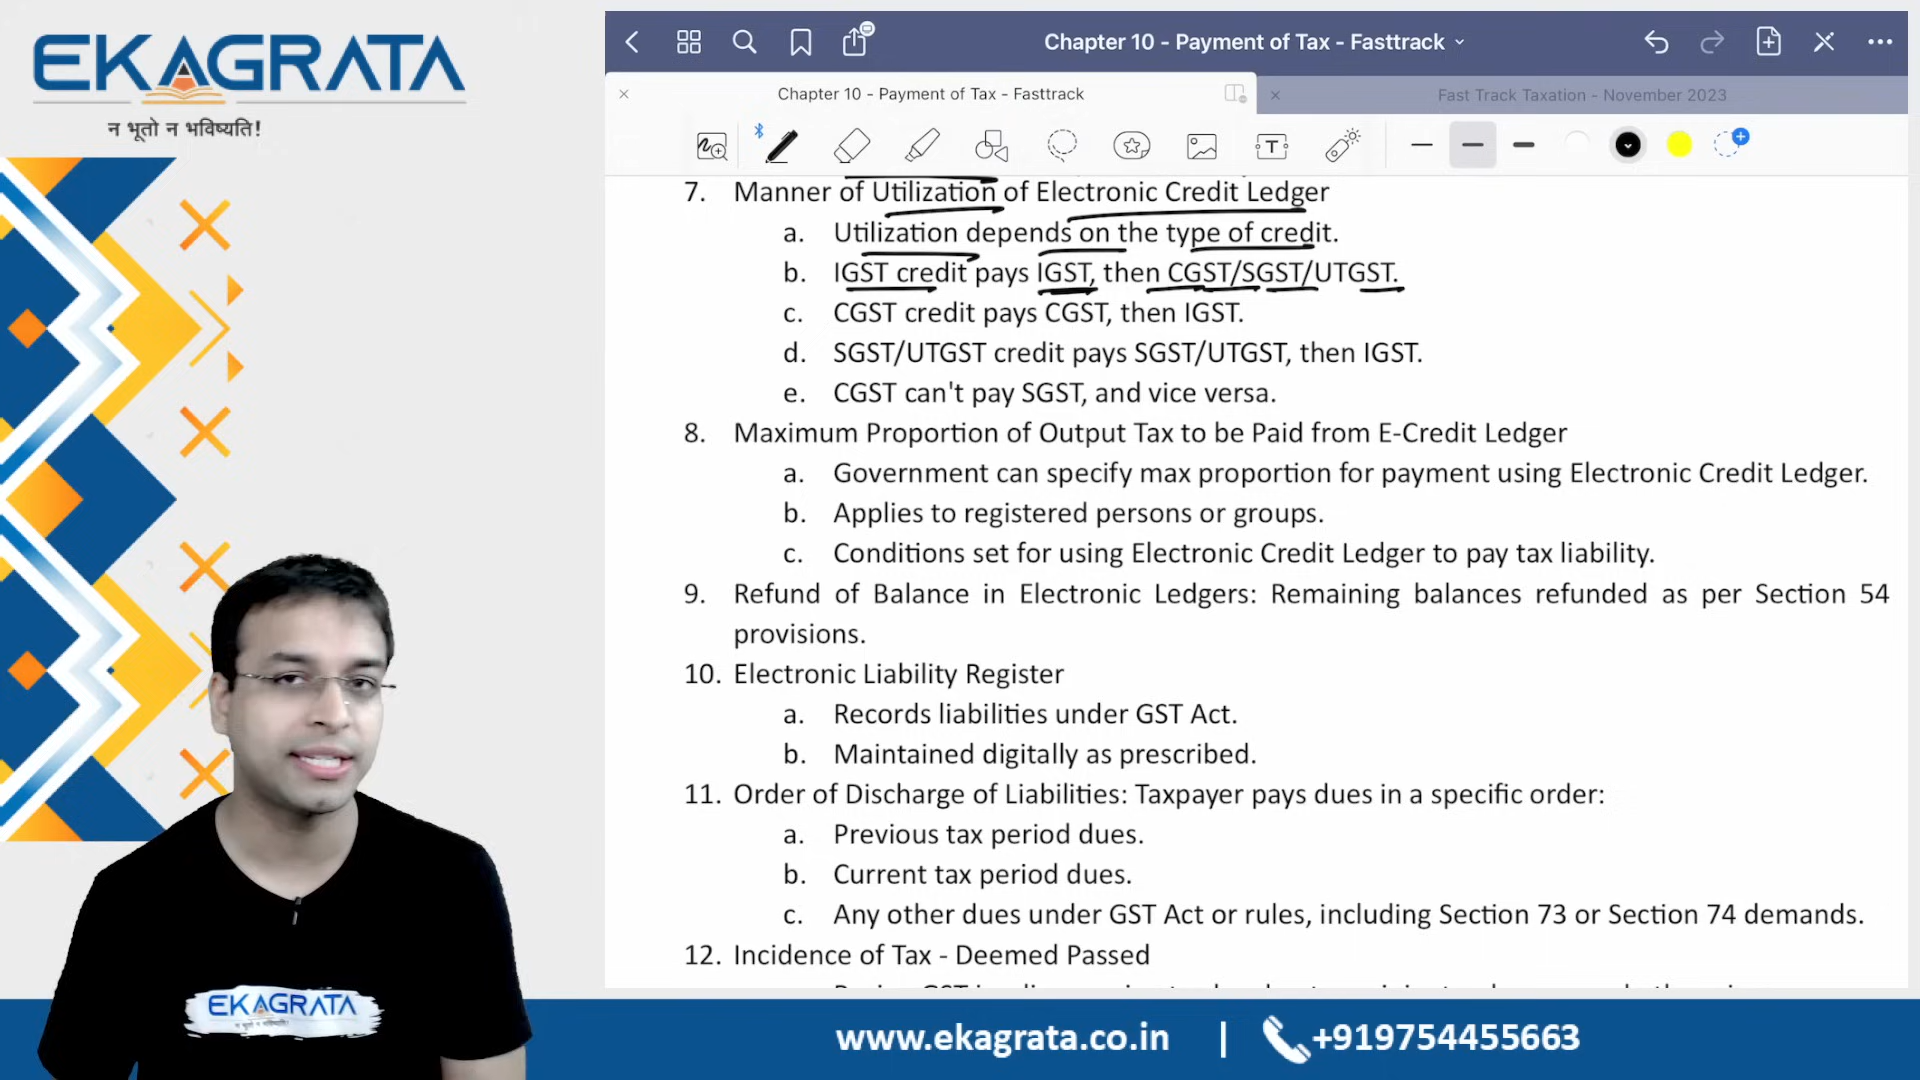 EKAGRATA
न भूतो न भविष्यति!
Chapter 10 - Payment of Tax - Fasttrack
Chapter 10 - Payment of Tax - Fasttrack
Fast Track Taxation - November 2023
7. Manner of Utilization of Electronic Credit Ledger
a. Utilization depends on the type of credit.
b. IGST credit pays IGST, then CGST/SGST/UTGST.
c. CGST credit pays CGST, then IGST.
d. SGST/UTGST credit pays SGST/UTGST, then IGST.
e. CGST can't pay SGST, and vice versa.
8. Maximum Proportion of Output Tax to be Paid from E-Credit Ledger
a. Government can specify max proportion for payment using Electronic Credit Ledger.
b. Applies to registered persons or groups.
c. Conditions set for using Electronic Credit Ledger to pay tax liability.
9. Refund of Balance in Electronic Ledgers: Remaining balances refunded as per Section 54
provisions.
10. Electronic Liability Register
a. Records liabilities under GST Act.
b. Maintained digitally as prescribed.
11. Order of Discharge of Liabilities: Taxpayer pays dues in a specific order:
a. Previous tax period dues.
b. Current tax period dues.
c. Any other dues under GST Act or rules, including Section 73 or Section 74 demands.
12. Incidence of Tax - Deemed Passed
EKAGRATA
www.ekagrata.co.in | +919754455663